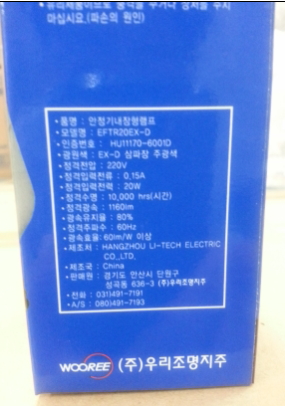 유리제품이므로 충격을 주거나 상처를 주지
마십시요.(파손의 원인)
• 품명 : 안정기내장형램프
• 모델명 : EFTR20EX-D
• 인증번호 : HU11170-6001D
• 광원색 : EX-D 삼파장 주광색
• 정격전압 : 220V
• 정격입력전류 : 0,15A
• 정격입력전력 : 20W
• 정격수명 : 10,000 hrs(시간)
• 정격광속 : 1160lm
• 광속유지율 : 80%
• 정격주파수 : 60Hz
• 광속효율: 60lm/W 이상
• 제조처 : HANGZHOU LI-TECH ELECTRIC
CO.,LTD.
• 제조국 : China
• 판매원 : 경기도 안산시 단원구
성곡동 636-3 (주)우리조명지주
• 전화 : 031)491-7191
• A/S : 080)491-7193
WOOREE (주)우리조명지주